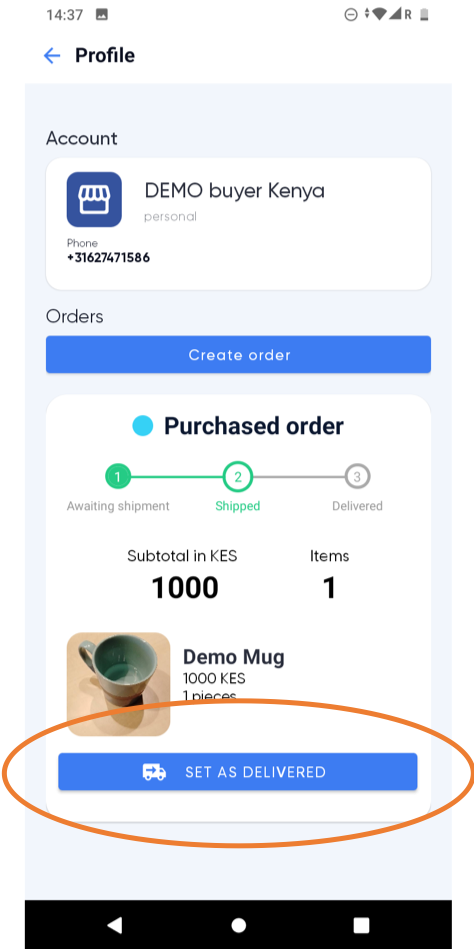 14:37
R
Profile
Account
DEMO buyer Kenya
personal
Phone
+31627471586
Orders
Create order
Purchased order
1 2 3
Awaiting shipment Shipped Delivered
Subtotal in KES Items
1000 1
Demo Mug
1000 KES
1 pieces
SET AS DELIVERED